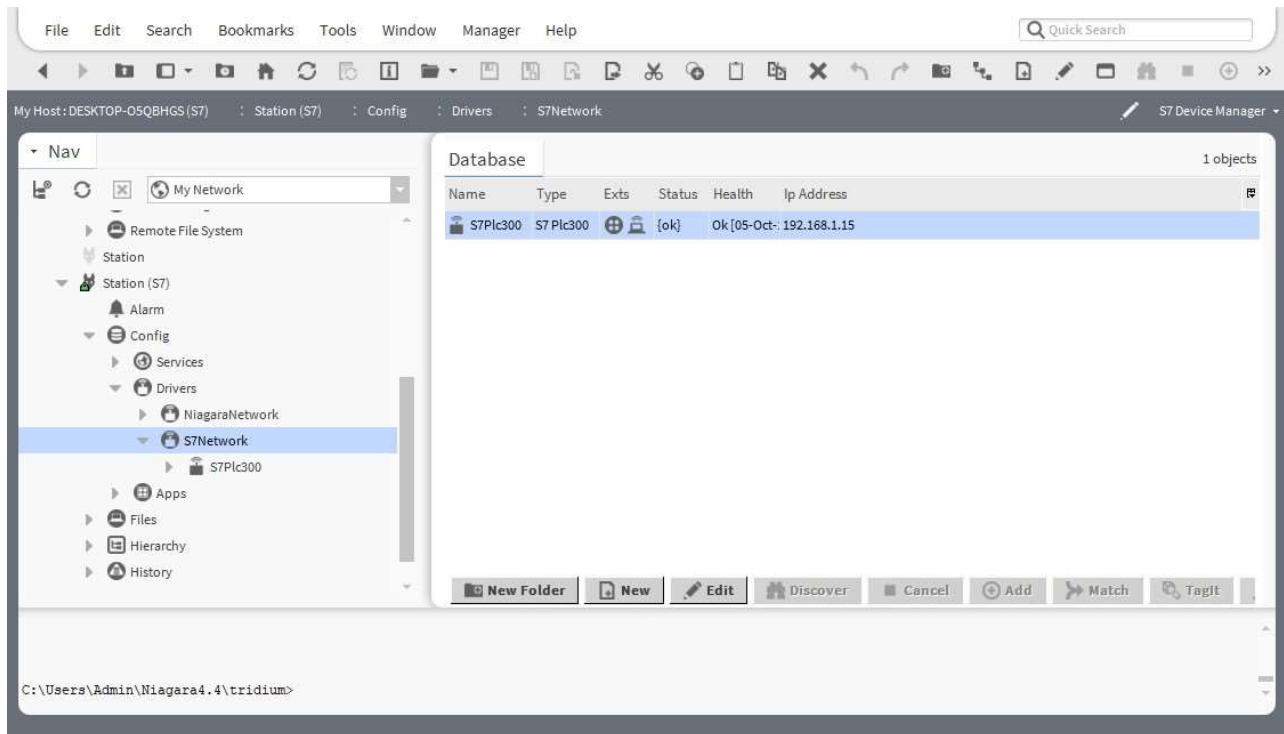 File Edit Search Bookmarks Tools Window Manager Help Quick Search
My Host : DESKTOP-O5QBHGS (S7) : Station (S7) : Config : Drivers : S7Network S7 Device Manager
Nav
My Network
Remote File System
Station
Station (S7)
Alarm
Config
Services
Drivers
NiagaraNetwork
S7Network
S7Plc300
Apps
Files
Hierarchy
History
Database 1 objects
Name Type Exts Status Health Ip Address
S7Plc300 S7 Plc300 {ok} Ok [05-Oct-: 192.168.1.15
New Folder New Edit Discover Cancel Add Match TagIt
C:\Users\Admin\Niagara4.4\tridium>